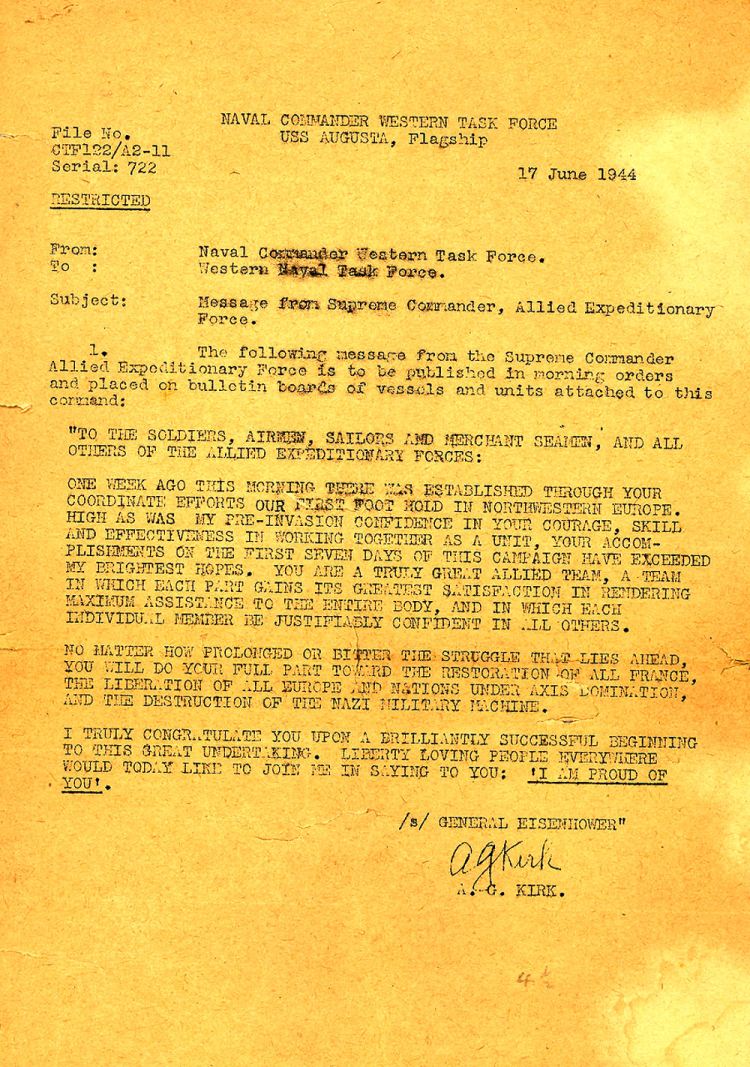 NAVAL COMMANDER WESTERN TASK FORCE
USS AUGUSTA, Flagship
File No.
CTF122/A2-11
Serial: 722
17 June 1944
RESTRICTED
From: Naval Commander Western Task Force.
To : Western Naval Task Force.
Subject: Message from Supreme Commander, Allied Expeditionary
Force.
1. The following message from the Supreme Commander
Allied Expeditionary Force is to be published in morning orders
and placed on bulletin boards of vessels and units attached to this
command:
"TO THE SOLDIERS, AIRMEN, SAILORS AND MERCHANT SEAMEN, AND ALL
OTHERS OF THE ALLIED EXPEDITIONARY FORCES:
ONE WEEK AGO THIS MORNING THERE WAS ESTABLISHED THROUGH YOUR
COORDINATE EFFORTS OUR FIRST FOOT HOLD IN NORTHWESTERN EUROPE.
HIGH AS WAS MY PRE-INVASION CONFIDENCE IN YOUR COURAGE, SKILL
AND EFFECTIVENESS IN WORKING TOGETHER AS A UNIT, YOUR ACCOM-
PLISHMENTS ON THE FIRST SEVEN DAYS OF THIS CAMPAIGN HAVE EXCEEDED
MY BRIGHTEST HOPES. YOU ARE A TRULY GREAT ALLIED TEAM, A TEAM
IN WHICH EACH PART GAINS ITS GREATEST SATISFACTION IN RENDERING
MAXIMUM ASSISTANCE TO THE ENTIRE BODY, AND IN WHICH EACH
INDIVIDUAL MEMBER BE JUSTIFIABLY CONFIDENT IN ALL OTHERS.
NO MATTER HOW PROLONGED OR BITTER THE STRUGGLE THAT LIES AHEAD,
YOU WILL DO YOUR FULL PART TOWARD THE RESTORATION OF ALL FRANCE,
THE LIBERATION OF ALL EUROPE AND NATIONS UNDER AXIS DOMINATION,
AND THE DESTRUCTION OF THE NAZI MILITARY MACHINE.
I TRULY CONGRATULATE YOU UPON A BRILLIANTLY SUCCESSFUL BEGINNING
TO THIS GREAT UNDERTAKING. LIBERTY LOVING PEOPLE EVERYWHERE
WOULD TODAY LIKE TO JOIN ME IN SAYING TO YOU: 'I AM PROUD OF
YOU'.
/s/ GENERAL EISENHOWER"
A G Kirk
A. G. KIRK.
4 1/2